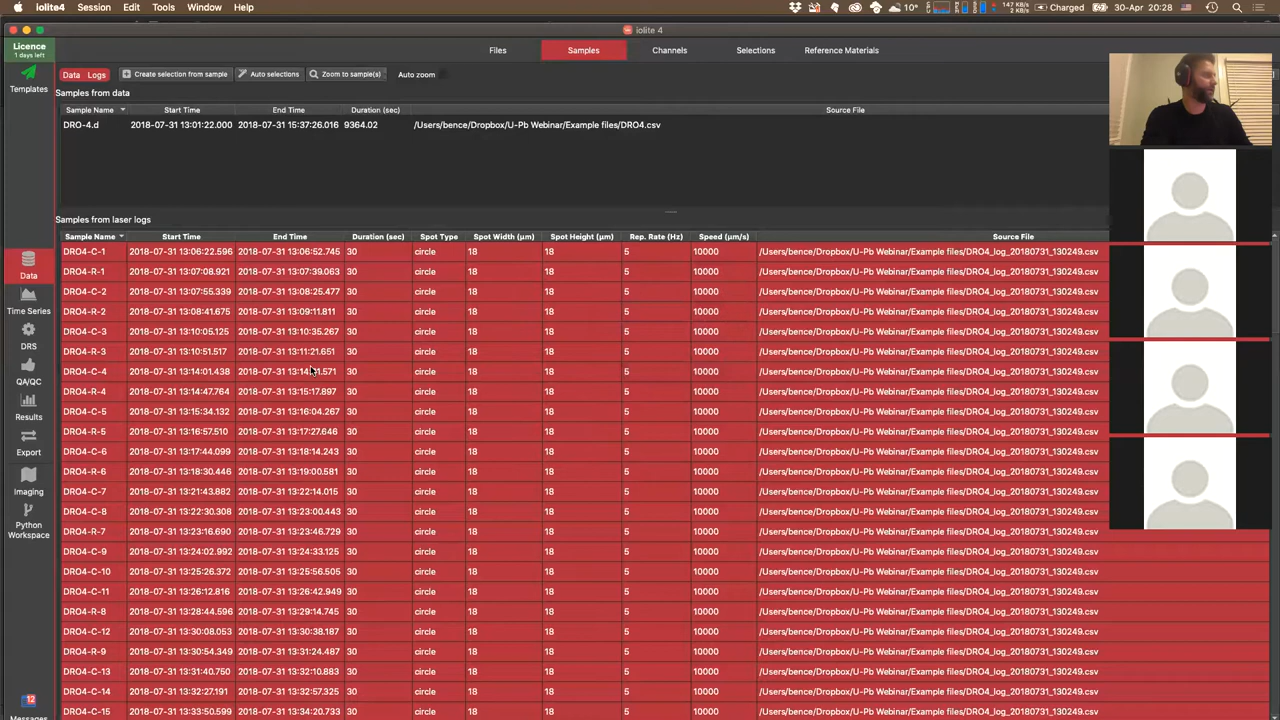 iolite4 Session Edit Tools Window Help 10° 147 KB 2 KB/s Charged 30-Apr 20:28
iolite 4
Licence
1 days left
Files Samples Channels Selections Reference Materials
Templates
Data Logs Create selection from sample Auto selections Zoom to sample(s) Auto zoom
Samples from data
Sample Name Start Time End Time Duration (sec) Source File
DRO-4.d 2018-07-31 13:01:22.000 2018-07-31 15:37:26.016 9364.02 /Users/bence/Dropbox/U-Pb Webinar/Example files/DRO4.csv
Samples from laser logs
Sample Name Start Time End Time Duration (sec) Spot Type Spot Width (µm) Spot Height (µm) Rep. Rate (Hz) Speed (µm/s) Source File
DRO4-C-1 2018-07-31 13:06:22.596 2018-07-31 13:06:52.745 30 circle 18 18 5 10000 /Users/bence/Dropbox/U-Pb Webinar/Example files/DRO4_log_20180731_130249.csv
DRO4-R-1 2018-07-31 13:07:08.921 2018-07-31 13:07:39.063 30 circle 18 18 5 10000 /Users/bence/Dropbox/U-Pb Webinar/Example files/DRO4_log_20180731_130249.csv
DRO4-C-2 2018-07-31 13:07:55.339 2018-07-31 13:08:25.477 30 circle 18 18 5 10000 /Users/bence/Dropbox/U-Pb Webinar/Example files/DRO4_log_20180731_130249.csv
DRO4-R-2 2018-07-31 13:08:41.675 2018-07-31 13:09:11.811 30 circle 18 18 5 10000 /Users/bence/Dropbox/U-Pb Webinar/Example files/DRO4_log_20180731_130249.csv
DRO4-C-3 2018-07-31 13:10:05.125 2018-07-31 13:10:35.267 30 circle 18 18 5 10000 /Users/bence/Dropbox/U-Pb Webinar/Example files/DRO4_log_20180731_130249.csv
DRO4-R-3 2018-07-31 13:10:51.517 2018-07-31 13:11:21.651 30 circle 18 18 5 10000 /Users/bence/Dropbox/U-Pb Webinar/Example files/DRO4_log_20180731_130249.csv
DRO4-C-4 2018-07-31 13:14:01.438 2018-07-31 30 circle 18 18 5 10000 /Users/bence/Dropbox/U-Pb Webinar/Example files/DRO4_log_20180731_130249.csv
DRO4-R-4 2018-07-31 13:14:47.764 2018-07-31 13:15:17.897 30 circle 18 18 5 10000 /Users/bence/Dropbox/U-Pb Webinar/Example files/DRO4_log_20180731_130249.csv
DRO4-C-5 2018-07-31 13:15:34.132 2018-07-31 13:16:04.267 30 circle 18 18 5 10000 /Users/bence/Dropbox/U-Pb Webinar/Example files/DRO4_log_20180731_130249.csv
DRO4-R-5 2018-07-31 13:16:57.510 2018-07-31 13:17:27.646 30 circle 18 18 5 10000 /Users/bence/Dropbox/U-Pb Webinar/Example files/DRO4_log_20180731_130249.csv
DRO4-C-6 2018-07-31 13:17:44.099 2018-07-31 13:18:14.243 30 circle 18 18 5 10000 /Users/bence/Dropbox/U-Pb Webinar/Example files/DRO4_log_20180731_130249.csv
DRO4-R-6 2018-07-31 13:18:30.446 2018-07-31 13:19:00.581 30 circle 18 18 5 10000 /Users/bence/Dropbox/U-Pb Webinar/Example files/DRO4_log_20180731_130249.csv
DRO4-C-7 2018-07-31 13:21:43.882 2018-07-31 13:22:14.015 30 circle 18 18 5 10000 /Users/bence/Dropbox/U-Pb Webinar/Example files/DRO4_log_20180731_130249.csv
DRO4-C-8 2018-07-31 13:22:30.308 2018-07-31 13:23:00.443 30 circle 18 18 5 10000 /Users/bence/Dropbox/U-Pb Webinar/Example files/DRO4_log_20180731_130249.csv
DRO4-R-7 2018-07-31 13:23:16.690 2018-07-31 13:23:46.729 30 circle 18 18 5 10000 /Users/bence/Dropbox/U-Pb Webinar/Example files/DRO4_log_20180731_130249.csv
DRO4-C-9 2018-07-31 13:24:02.992 2018-07-31 13:24:33.125 30 circle 18 18 5 10000 /Users/bence/Dropbox/U-Pb Webinar/Example files/DRO4_log_20180731_130249.csv
DRO4-C-10 2018-07-31 13:25:26.372 2018-07-31 13:25:56.505 30 circle 18 18 5 10000 /Users/bence/Dropbox/U-Pb Webinar/Example files/DRO4_log_20180731_130249.csv
DRO4-C-11 2018-07-31 13:26:12.816 2018-07-31 13:26:42.949 30 circle 18 18 5 10000 /Users/bence/Dropbox/U-Pb Webinar/Example files/DRO4_log_20180731_130249.csv
DRO4-R-8 2018-07-31 13:28:44.596 2018-07-31 13:29:14.745 30 circle 18 18 5 10000 /Users/bence/Dropbox/U-Pb Webinar/Example files/DRO4_log_20180731_130249.csv
DRO4-C-12 2018-07-31 13:30:08.053 2018-07-31 13:30:38.187 30 circle 18 18 5 10000 /Users/bence/Dropbox/U-Pb Webinar/Example files/DRO4_log_20180731_130249.csv
DRO4-R-9 2018-07-31 13:30:54.349 2018-07-31 13:31:24.487 30 circle 18 18 5 10000 /Users/bence/Dropbox/U-Pb Webinar/Example files/DRO4_log_20180731_130249.csv
DRO4-C-13 2018-07-31 13:31:40.750 2018-07-31 13:32:10.883 30 circle 18 18 5 10000 /Users/bence/Dropbox/U-Pb Webinar/Example files/DRO4_log_20180731_130249.csv
DRO4-C-14 2018-07-31 13:32:27.191 2018-07-31 13:32:57.325 30 circle 18 18 5 10000 /Users/bence/Dropbox/U-Pb Webinar/Example files/DRO4_log_20180731_130249.csv
DRO4-C-15 2018-07-31 13:33:50.599 2018-07-31 13:34:20.733 30 circle 18 18 5 10000 /Users/bence/Dropbox/U-Pb Webinar/Example files/DRO4_log_20180731_130249.csv
Data
Time Series
DRS
QA/QC
Results
Export
Imaging
Python
Workspace
12
Messages